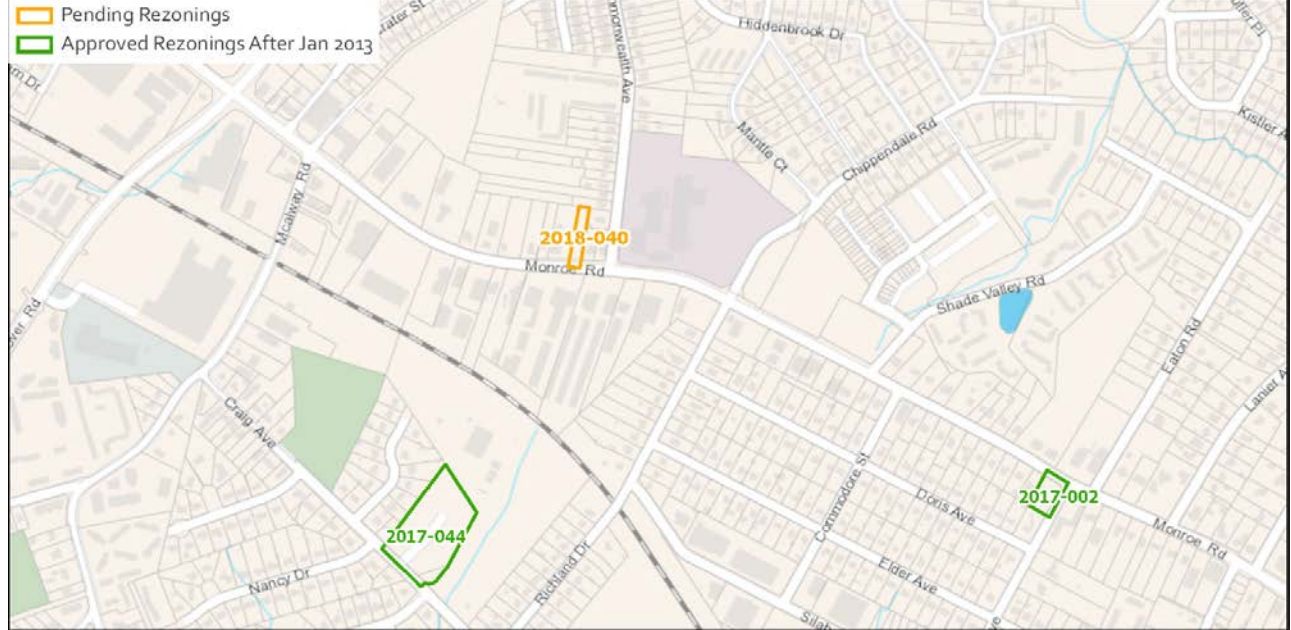 Pending Rezonings
Approved Rezonings After Jan 2013
Hiddenbrook Dr
Mantle Ct
Chippendale Rd
Mcalway Rd
2018-040
Monroe Rd
Shade Valley Rd
Eaton Rd
Craig Ave
Commodore St
Doris Ave
2017-002
Monroe Rd
2017-044
Nancy Dr
Richland Dr
Elder Ave